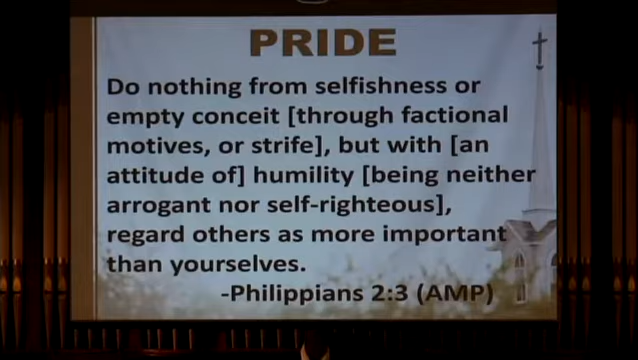 PRIDE
Do nothing from selfishness or
empty conceit [through factional
motives, or strife], but with [an
attitude of] humility [being neither
arrogant nor self-righteous],
regard others as more important
than yourselves.
-Philippians 2:3 (AMP)